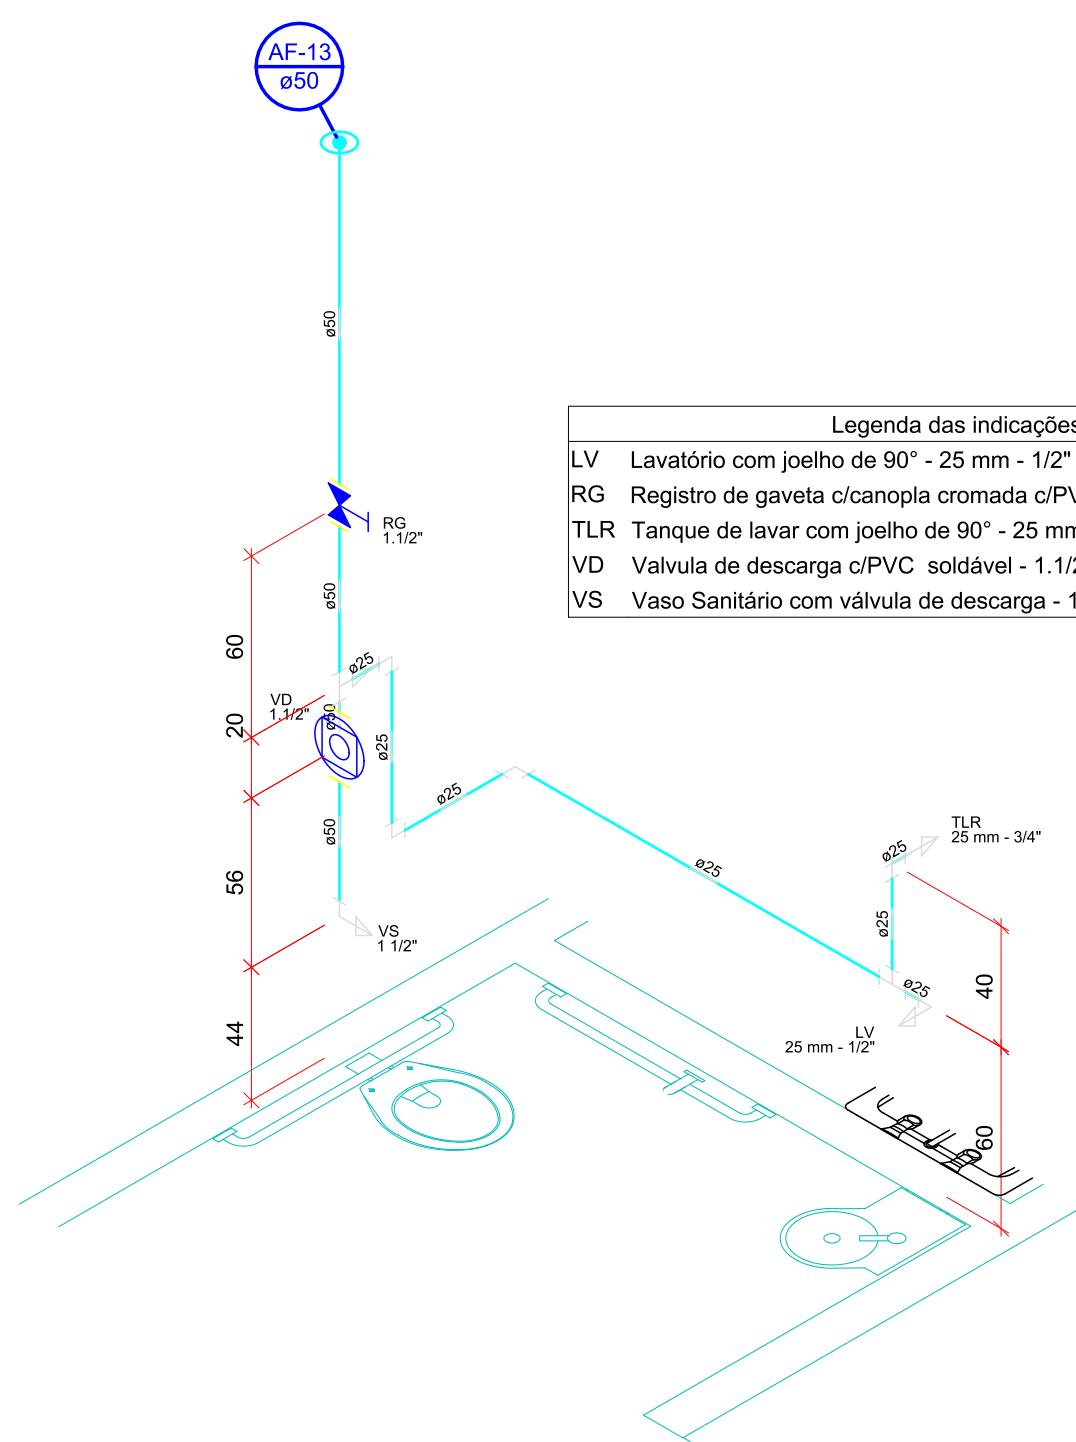 AF-13
ø50
ø50
Legenda das indicações
LV Lavatório com joelho de 90° - 25 mm - 1/2"
RG Registro de gaveta c/canopla cromada c/PV
TLR Tanque de lavar com joelho de 90° - 25 mm
VD Valvula de descarga c/PVC soldável - 1.1/2
VS Vaso Sanitário com válvula de descarga - 1
RG
1.1/2"
ø50
60
ø25
VD
1.1/2"
ø50
20
ø25
ø25
ø50
ø25
TLR
25 mm - 3/4"
ø25
56
ø25
VS
1 1/2"
ø25
40
LV
25 mm - 1/2"
44
60